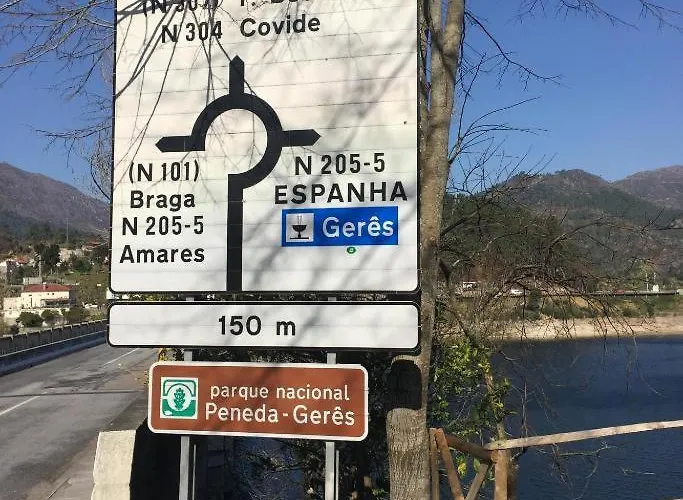 N 304 Covide
(N 101)
Braga
N 205-5
Amares
N 205-5
ESPANHA
Gerês
150 m
parque nacional
Peneda-Gerês